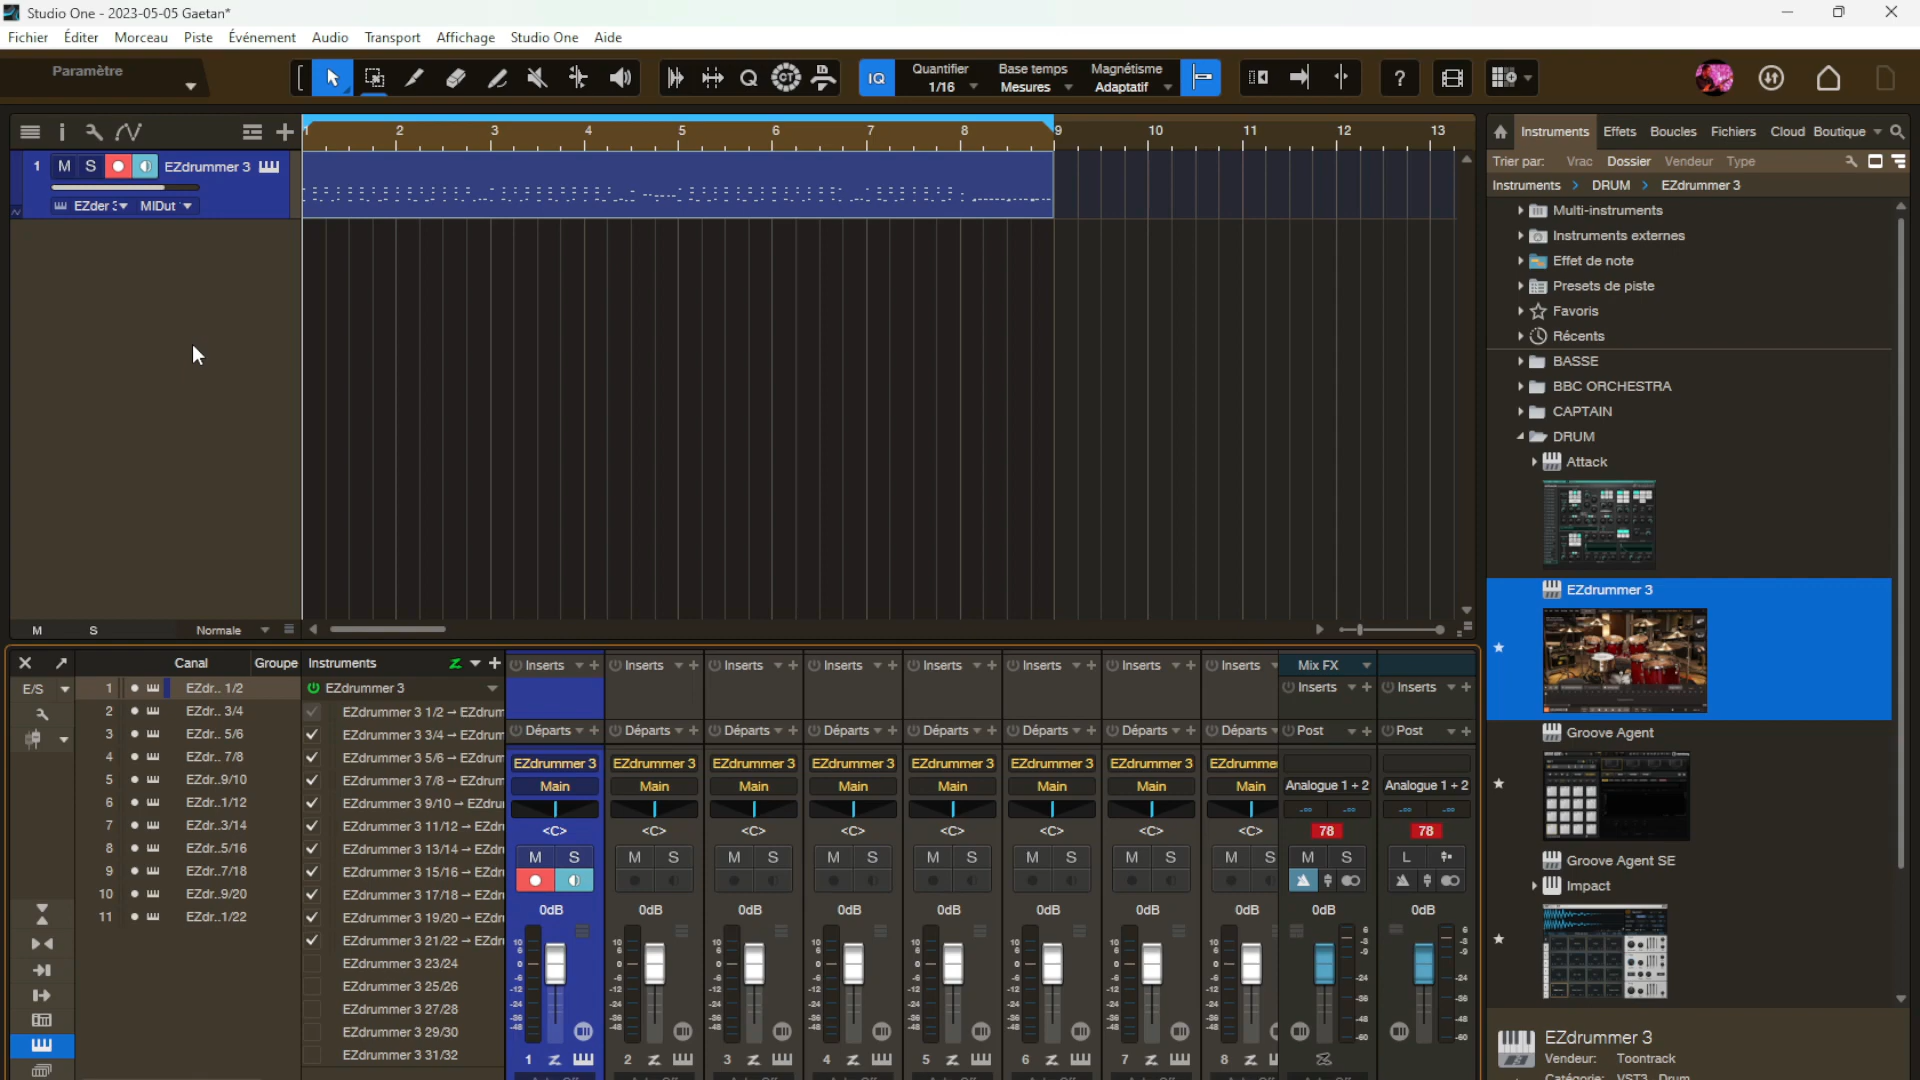 Studio One - 2023-05-05 Gaetan*
Fichier Éditer Morceau Piste Événement Audio Transport Affichage Studio One Aide
Paramètre
IQ
Quantifier Base temps Magnétisme
1/16 Mesures Adaptatif
?
1 2 3 4 5 6 7 8 9 10 11 12 13
1 M S EZdrummer 3
EZder 3 MIDut
M S Normale
Instruments Effets Boucles Fichiers Cloud Boutique
Trier par: Vrac Dossier Vendeur Type
Instruments DRUM EZdrummer 3
Multi-instruments
Instruments externes
Effet de note
Presets de piste
Favoris
Récents
BASSE
BBC ORCHESTRA
CAPTAIN
DRUM
Attack
EZdrummer 3
Groove Agent
Groove Agent SE
Impact
EZdrummer 3
Vendeur: Toontrack
Catégorie: VST3 Drum
Canal Groupe Instruments
E/S
1 EZdr.. 1/2
2 EZdr.. 3/4
3 EZdr.. 5/6
4 EZdr.. 7/8
5 EZdr..9/10
6 EZdr..1/12
7 EZdr..3/14
8 EZdr..5/16
9 EZdr..7/18
10 EZdr..9/20
11 EZdr..1/22
EZdrummer 3
EZdrummer 3 1/2 → EZdrum
EZdrummer 3 3/4 → EZdrum
EZdrummer 3 5/6 → EZdrum
EZdrummer 3 7/8 → EZdrum
EZdrummer 3 9/10 → EZdru
EZdrummer 3 11/12 → EZdr
EZdrummer 3 13/14 → EZdr
EZdrummer 3 15/16 → EZdr
EZdrummer 3 17/18 → EZdr
EZdrummer 3 19/20 → EZdr
EZdrummer 3 21/22 → EZdr
EZdrummer 3 23/24
EZdrummer 3 25/26
EZdrummer 3 27/28
EZdrummer 3 29/30
EZdrummer 3 31/32
Inserts Inserts Inserts Inserts Inserts Inserts Inserts Inserts Mix FX
Inserts Inserts
Départs Départs Départs Départs Départs Départs Départs Départs Post Post
EZdrummer 3 EZdrummer 3 EZdrummer 3 EZdrummer 3 EZdrummer 3 EZdrummer 3 EZdrummer 3 EZdrumme
Main Main Main Main Main Main Main Main Analogue 1 + 2 Analogue 1 + 2
-∞ -∞ -∞ -∞
<C> <C> <C> <C> <C> <C> <C> <C> 78 78
M S M S M S M S M S M S M S M S M S L
0dB 0dB 0dB 0dB 0dB 0dB 0dB 0dB 0dB 0dB
1 2 3 4 5 6 7 8